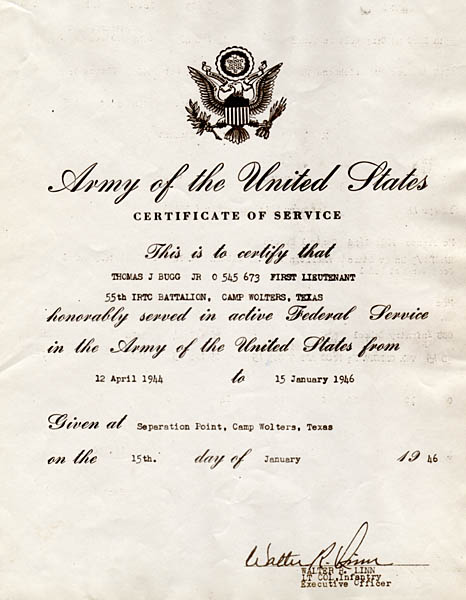 Army of the United States
CERTIFICATE OF SERVICE
This is to certify that
THOMAS J BUGG JR O 545 673 FIRST LIEUTENANT
55th IRTC BATTALION, CAMP WOLTERS, TEXAS
honorably served in active Federal Service
in the Army of the United States from
12 April 1944 to 15 January 1946
Given at Separation Point, Camp Wolters, Texas
on the 15th. day of January 19 46
Walter R. Linn
WALTER R. LINN
LT COL, Infantry
Executive Officer